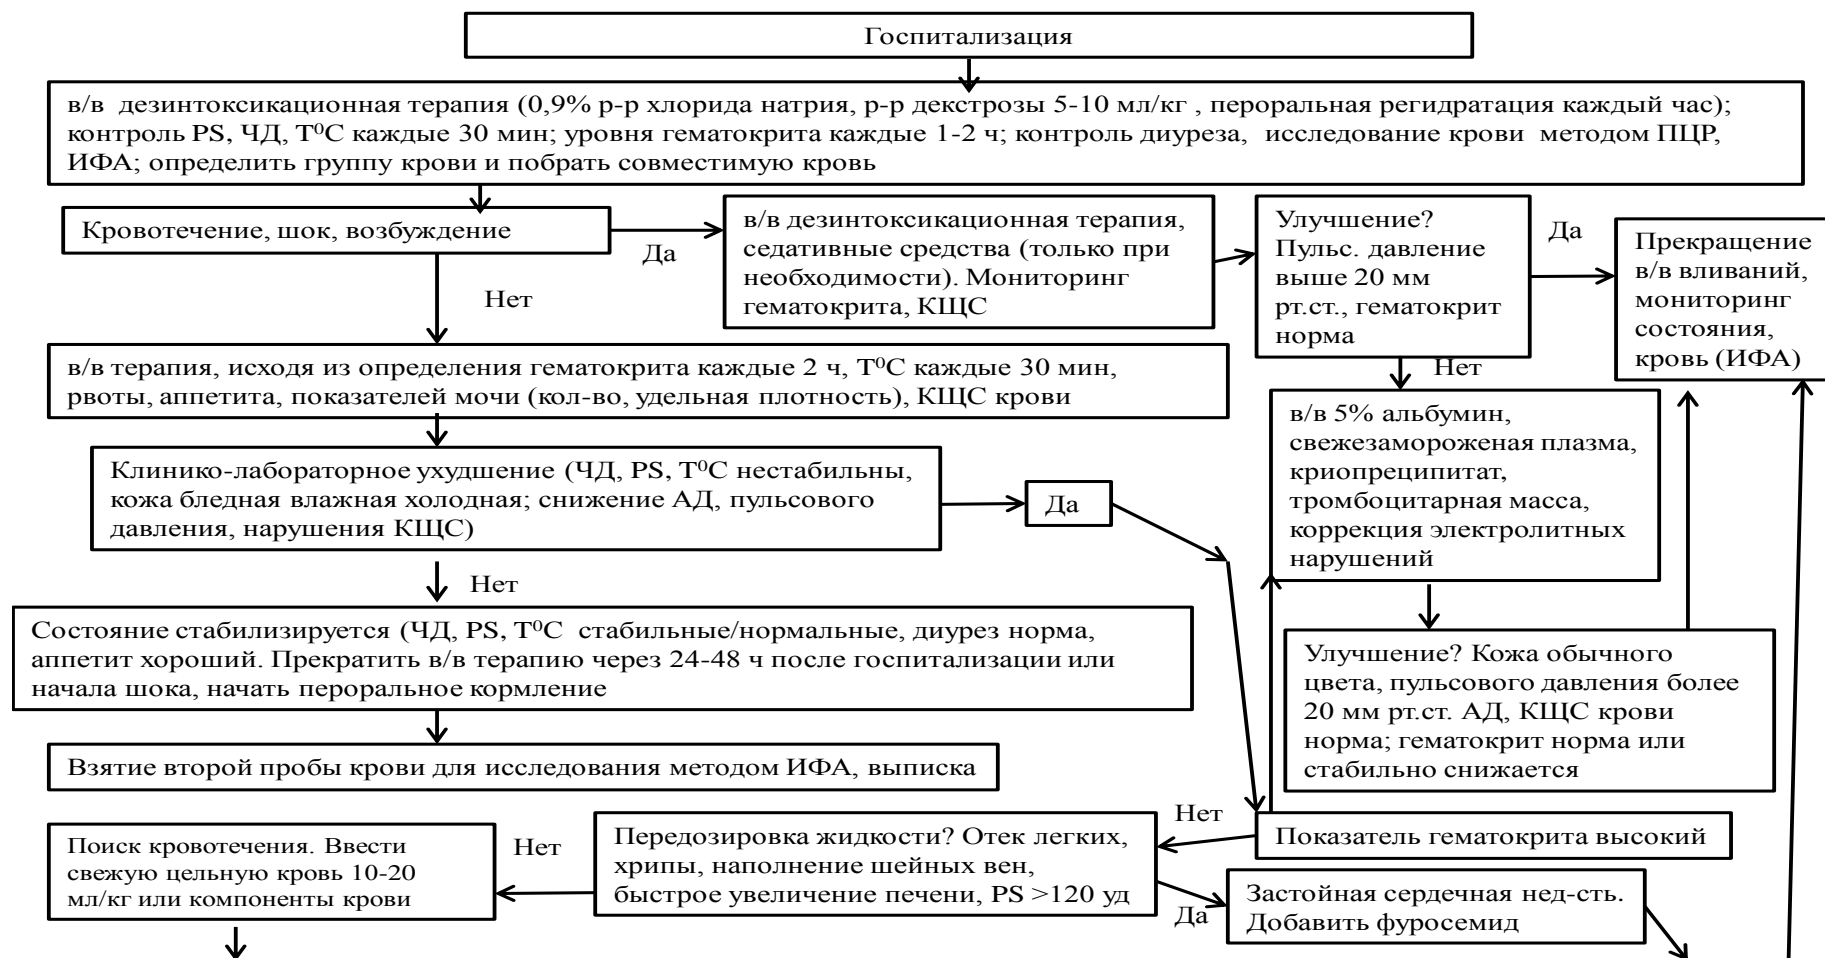 Госпитализация
в/в  дезинтоксикационная терапия (0,9% р-р хлорида натрия, р-р декстрозы 5-10 мл/кг , пероральная регидратация каждый час);
контроль PS, ЧД, T⁰C каждые 30 мин; уровня гематокрита каждые 1-2 ч; контроль диуреза,  исследование крови  методом ПЦР,
ИФА; определить группу крови и побрать совместимую кровь
Кровотечение, шок, возбуждение
Да
в/в дезинтоксикационная терапия,
седативные средства (только при
необходимости). Мониторинг
гематокрита, КЩС
Улучшение?
Пульс. давление
выше 20 мм
рт.ст., гематокрит
норма
Да
Прекращение
в/в вливаний,
мониторинг
состояния,
кровь (ИФА)
Нет
Нет
в/в терапия, исходя из определения гематокрита каждые 2 ч, T⁰C каждые 30 мин,
рвоты, аппетита, показателей мочи (кол-во, удельная плотность), КЩС крови
в/в 5% альбумин,
свежезамороженая плазма,
криопреципитат,
тромбоцитарная масса,
коррекция электролитных
нарушений
Клинико-лабораторное ухудшение (ЧД, PS, T⁰C нестабильны,
кожа бледная влажная холодная; снижение АД, пульсового
давления, нарушения КЩС)
Да
Нет
Состояние стабилизируется (ЧД, PS, T⁰C  стабильные/нормальные, диурез норма,
аппетит хороший. Прекратить в/в терапию через 24-48 ч после госпитализации или
начала шока, начать пероральное кормление
Улучшение? Кожа обычного
цвета, пульсового давления более
20 мм рт.ст. АД, КЩС крови
норма; гематокрит норма или
стабильно снижается
Взятие второй пробы крови для исследования методом ИФА, выписка
Поиск кровотечения. Ввести
свежую цельную кровь 10-20
мл/кг или компоненты крови
Нет
Передозировка жидкости? Отек легких,
хрипы, наполнение шейных вен,
быстрое увеличение печени, PS >120 уд
Нет
Показатель гематокрита высокий
Да
Застойная сердечная нед-сть.
Добавить фуросемид